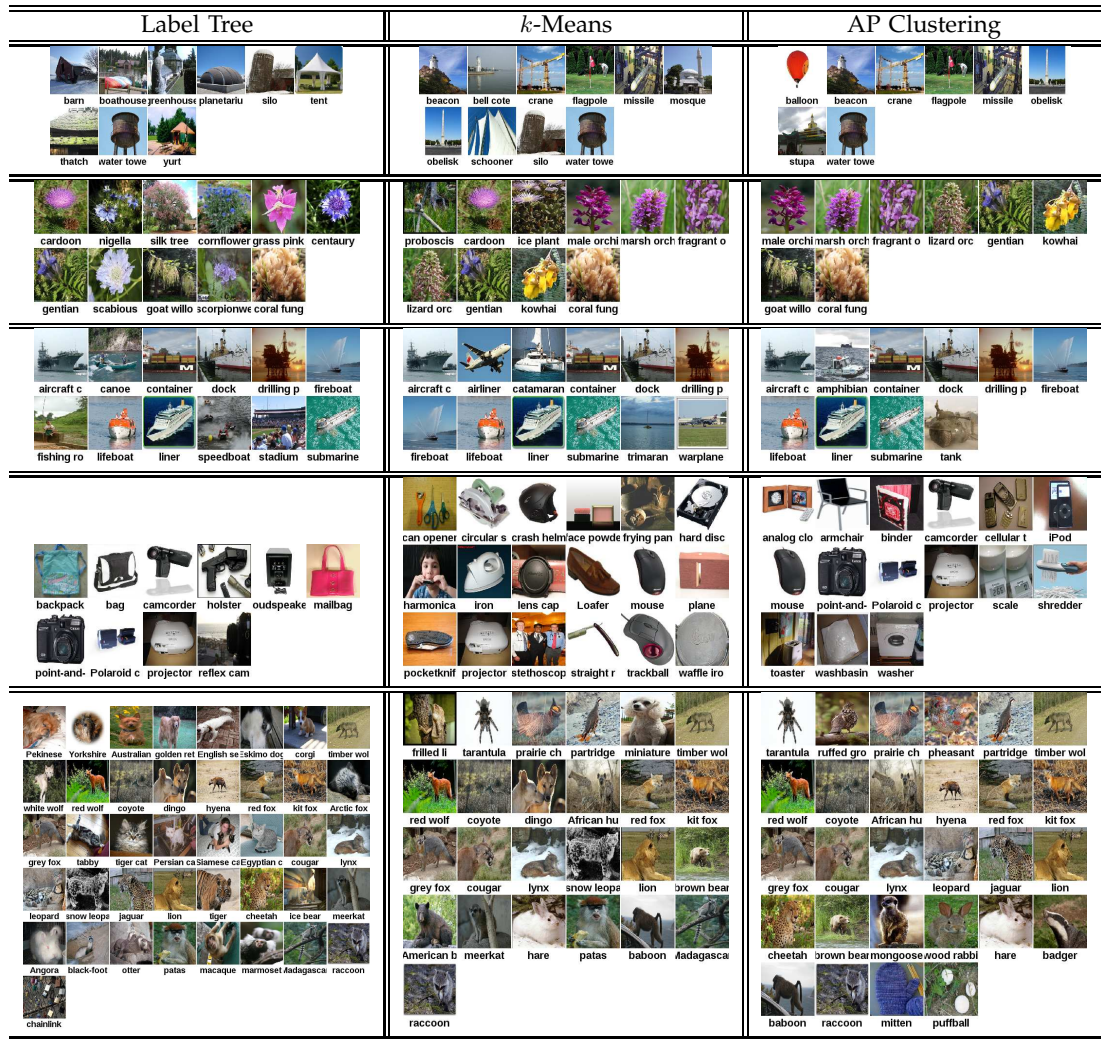 Label Tree k-Means AP Clustering
barn boathouse greenhouse planetariu silo tent
thatch water towe yurt
beacon bell cote crane flagpole missile mosque
obelisk schooner silo water towe
balloon beacon crane flagpole missile obelisk
stupa water towe
cardoon nigella silk tree cornflower grass pink centaury
gentian scabious goat willo scorpionwe coral fung
proboscis cardoon ice plant male orchi marsh orch fragrant o
lizard orc gentian kowhai coral fung
male orchi marsh orch fragrant o lizard orc gentian kowhai
goat willo coral fung
aircraft c canoe container dock drilling p fireboat
fishing ro lifeboat liner speedboat stadium submarine
aircraft c airliner catamaran container dock drilling p
fireboat lifeboat liner submarine trimaran warplane
aircraft c amphibian container dock drilling p fireboat
lifeboat liner submarine tank
backpack bag camcorder holster oudspeake mailbag
point-and- Polaroid c projector reflex cam
can opener circular s crash helm face powde frying pan hard disc
harmonica iron lens cap Loafer mouse plane
pocketknif projector stethoscop straight r trackball waffle iro
analog clo armchair binder camcorder cellular t iPod
mouse point-and- Polaroid c projector scale shredder
toaster washbasin washer
Pekinese Yorkshire Australian golden ret English se Eskimo dog corgi timber wol
white wolf red wolf coyote dingo hyena red fox kit fox Arctic fox
grey fox tabby tiger cat Persian ca Siamese ca Egyptian c cougar lynx
leopard snow leopa jaguar lion tiger cheetah ice bear meerkat
Angora black-foot otter patas macaque marmoset Madagascar raccoon
chainlink
frilled li tarantula prairie ch partridge miniature timber wol
red wolf coyote dingo African hu red fox kit fox
grey fox cougar lynx snow leopa lion brown bear
American b meerkat hare patas baboon Madagascar
raccoon
tarantula ruffed gro prairie ch pheasant partridge timber wol
red wolf coyote African hu hyena red fox kit fox
grey fox cougar lynx leopard jaguar lion
cheetah brown bear mongoose wood rabbi hare badger
baboon raccoon mitten puffball